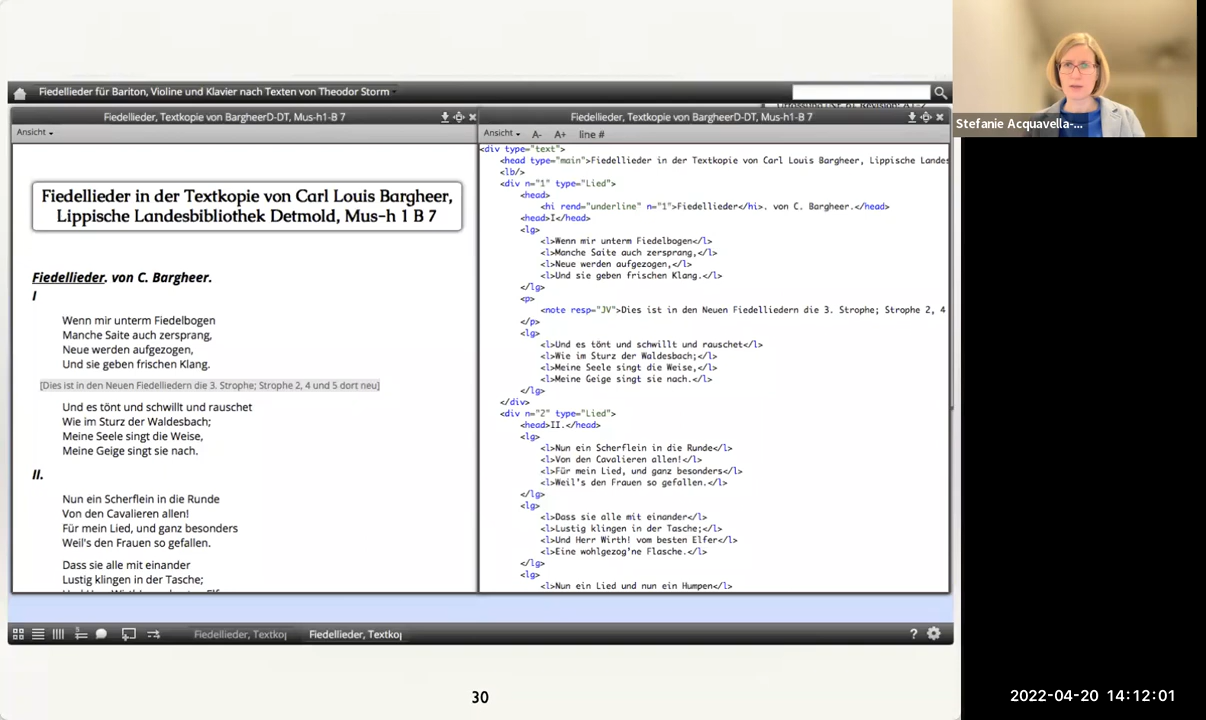 Fiedellieder für Bariton, Violine und Klavier nach Texten von Theodor Storm
Fiedellieder, Textkopie von BargheerD-DT, Mus-h1-B 7
Ansicht
Fiedellieder in der Textkopie von Carl Louis Bargheer,
Lippische Landesbibliothek Detmold, Mus-h 1 B 7
Fiedellieder. von C. Bargheer.
I
Wenn mir unterm Fiedelbogen
Manche Saite auch zersprang,
Neue werden aufgezogen,
Und sie geben frischen Klang.
[Dies ist in den Neuen Fiedelliedern die 3. Strophe; Strophe 2, 4 und 5 dort neu]
Und es tönt und schwillt und rauschet
Wie im Sturz der Waldesbach;
Meine Seele singt die Weise,
Meine Geige singt sie nach.
II.
Nun ein Scherflein in die Runde
Von den Cavalieren allen!
Für mein Lied, und ganz besonders
Weil's den Frauen so gefallen.
Dass sie alle mit einander
Lustig klingen in der Tasche;
Fiedellieder, Textkopie von BargheerD-DT, Mus-h1-B 7
Ansicht A- A+ line #
<div type="text">
<head type="main">Fiedellieder in der Textkopie von Carl Louis Bargheer, Lippische Landes
<lb/>
<div n="1" type="Lied">
<head>
<hi rend="underline" n="1">Fiedellieder</hi>. von C. Bargheer.</head>
<head>I</head>
<lg>
<l>Wenn mir unterm Fiedelbogen</l>
<l>Manche Saite auch zersprang,</l>
<l>Neue werden aufgezogen,</l>
<l>Und sie geben frischen Klang.</l>
</lg>
<p>
<note resp="JV">Dies ist in den Neuen Fiedelliedern die 3. Strophe; Strophe 2, 4
</p>
<lg>
<l>Und es tönt und schwillt und rauschet</l>
<l>Wie im Sturz der Waldesbach;</l>
<l>Meine Seele singt die Weise,</l>
<l>Meine Geige singt sie nach.</l>
</lg>
</div>
<div n="2" type="Lied">
<head>II.</head>
<lg>
<l>Nun ein Scherflein in die Runde</l>
<l>Von den Cavalieren allen!</l>
<l>Für mein Lied, und ganz besonders</l>
<l>Weil's den Frauen so gefallen.</l>
</lg>
<lg>
<l>Dass sie alle mit einander</l>
<l>Lustig klingen in der Tasche;</l>
<l>Und Herr Wirth! vom besten Elfer</l>
<l>Eine wohlgezog'ne Flasche.</l>
</lg>
<lg>
<l>Nun ein Lied und nun ein Humpen</l>
Fiedellieder, Textkop Fiedellieder, Textkop
?
30
Stefanie Acquavella-...
2022-04-20 14:12:01